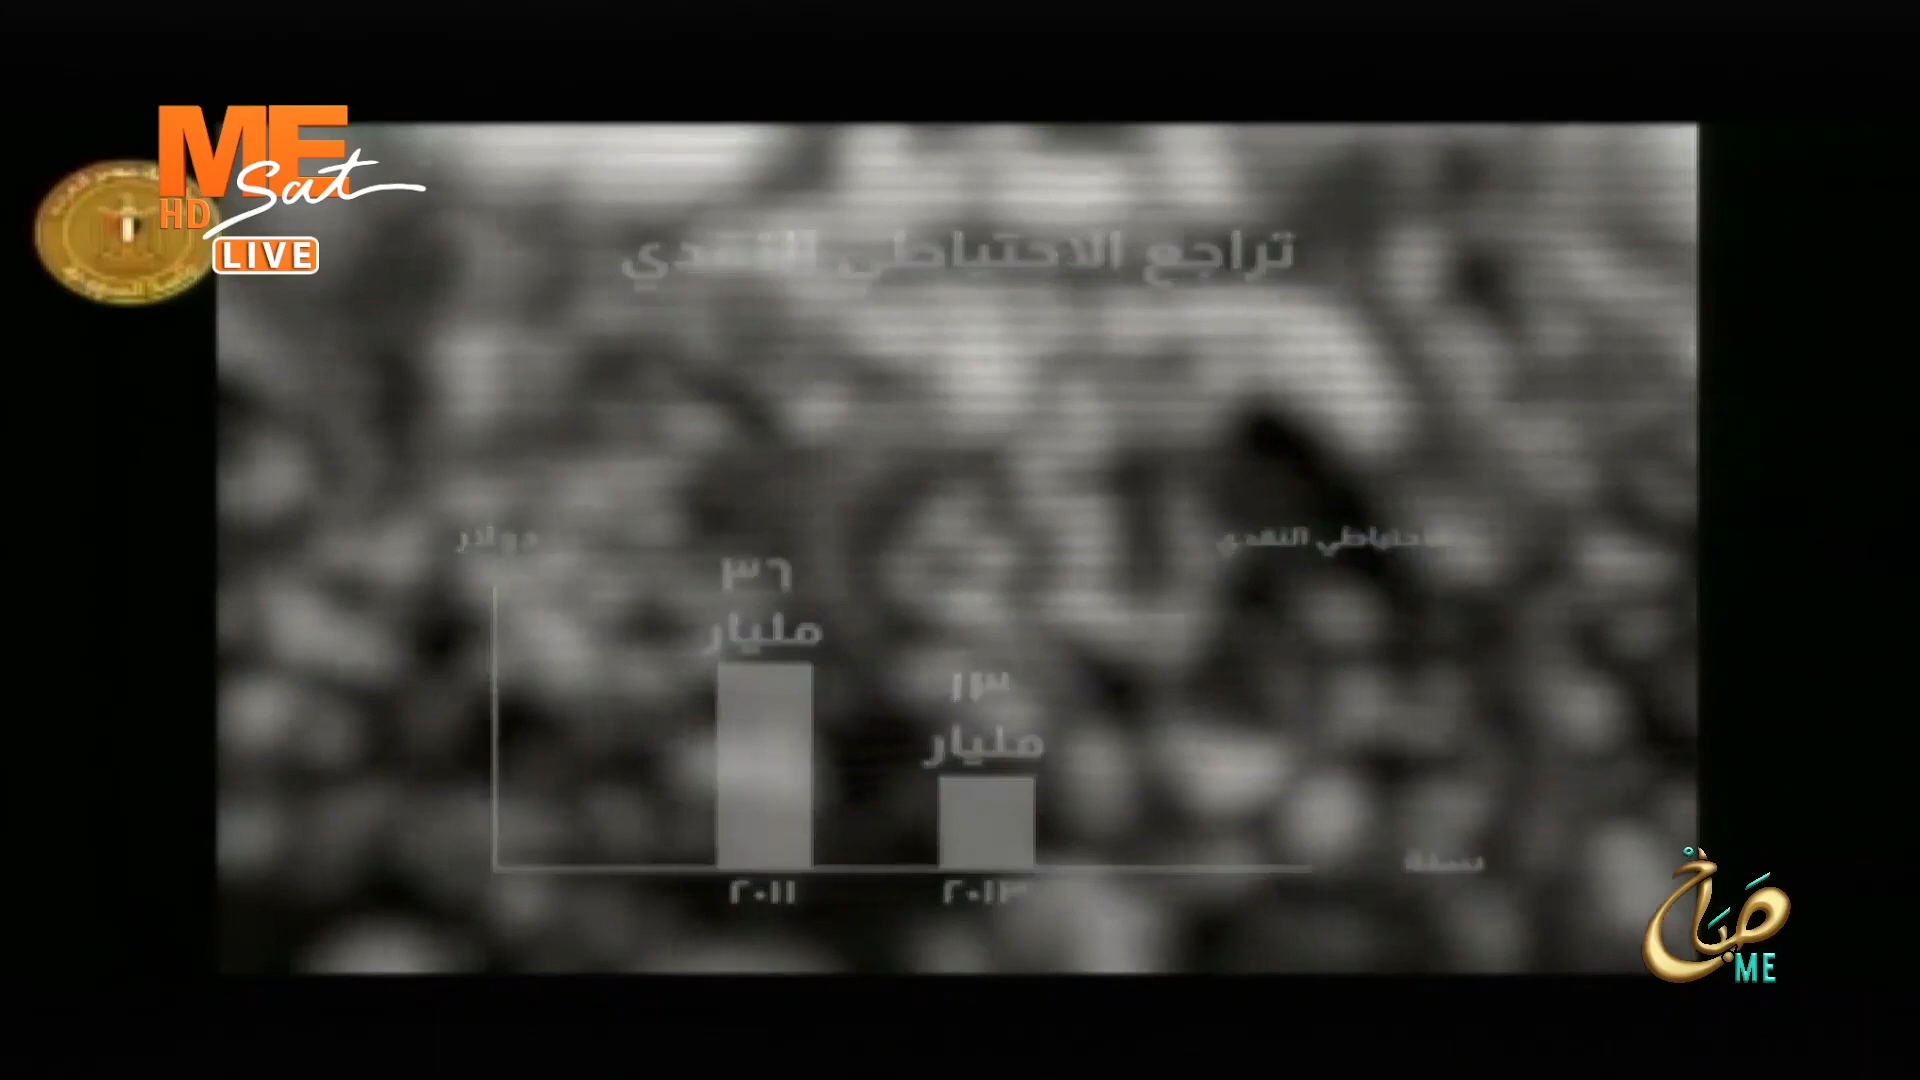 ME
Sat
HD
LIVE
تراجع الاحتياطي النقدي
دولار
الاحتياطي النقدي
٣٦
مليار
١٣
مليار
٢٠١١
٢٠١٣
سنة
صباح
ME